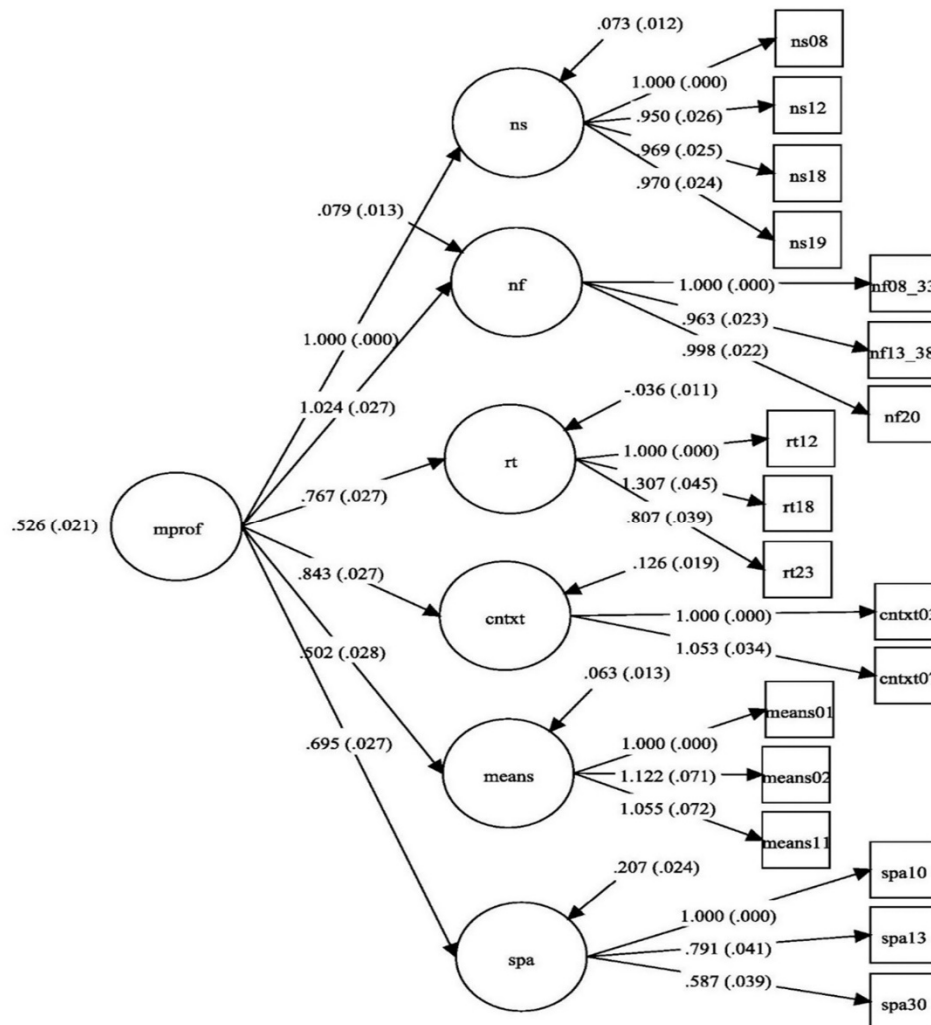 .073 (.012)
ns08
1.000 (.000)
ns
.950 (.026)
ns12
.969 (.025)
ns18
.970 (.024)
ns19
.079 (.013)
nf
1.000 (.000)
nf08_33
.963 (.023)
nf13_38
.998 (.022)
nf20
1.000 (.000)
1.024 (.027)
-.036 (.011)
rt
1.000 (.000)
rt12
1.307 (.045)
rt18
.807 (.039)
rt23
.767 (.027)
.526 (.021)
mprof
.843 (.027)
.126 (.019)
cntxt
1.000 (.000)
1.053 (.034)
cntxt07
.502 (.028)
.063 (.013)
means
1.000 (.000)
means01
1.122 (.071)
means02
1.055 (.072)
means11
.695 (.027)
.207 (.024)
spa
1.000 (.000)
spa10
.791 (.041)
spa13
.587 (.039)
spa30